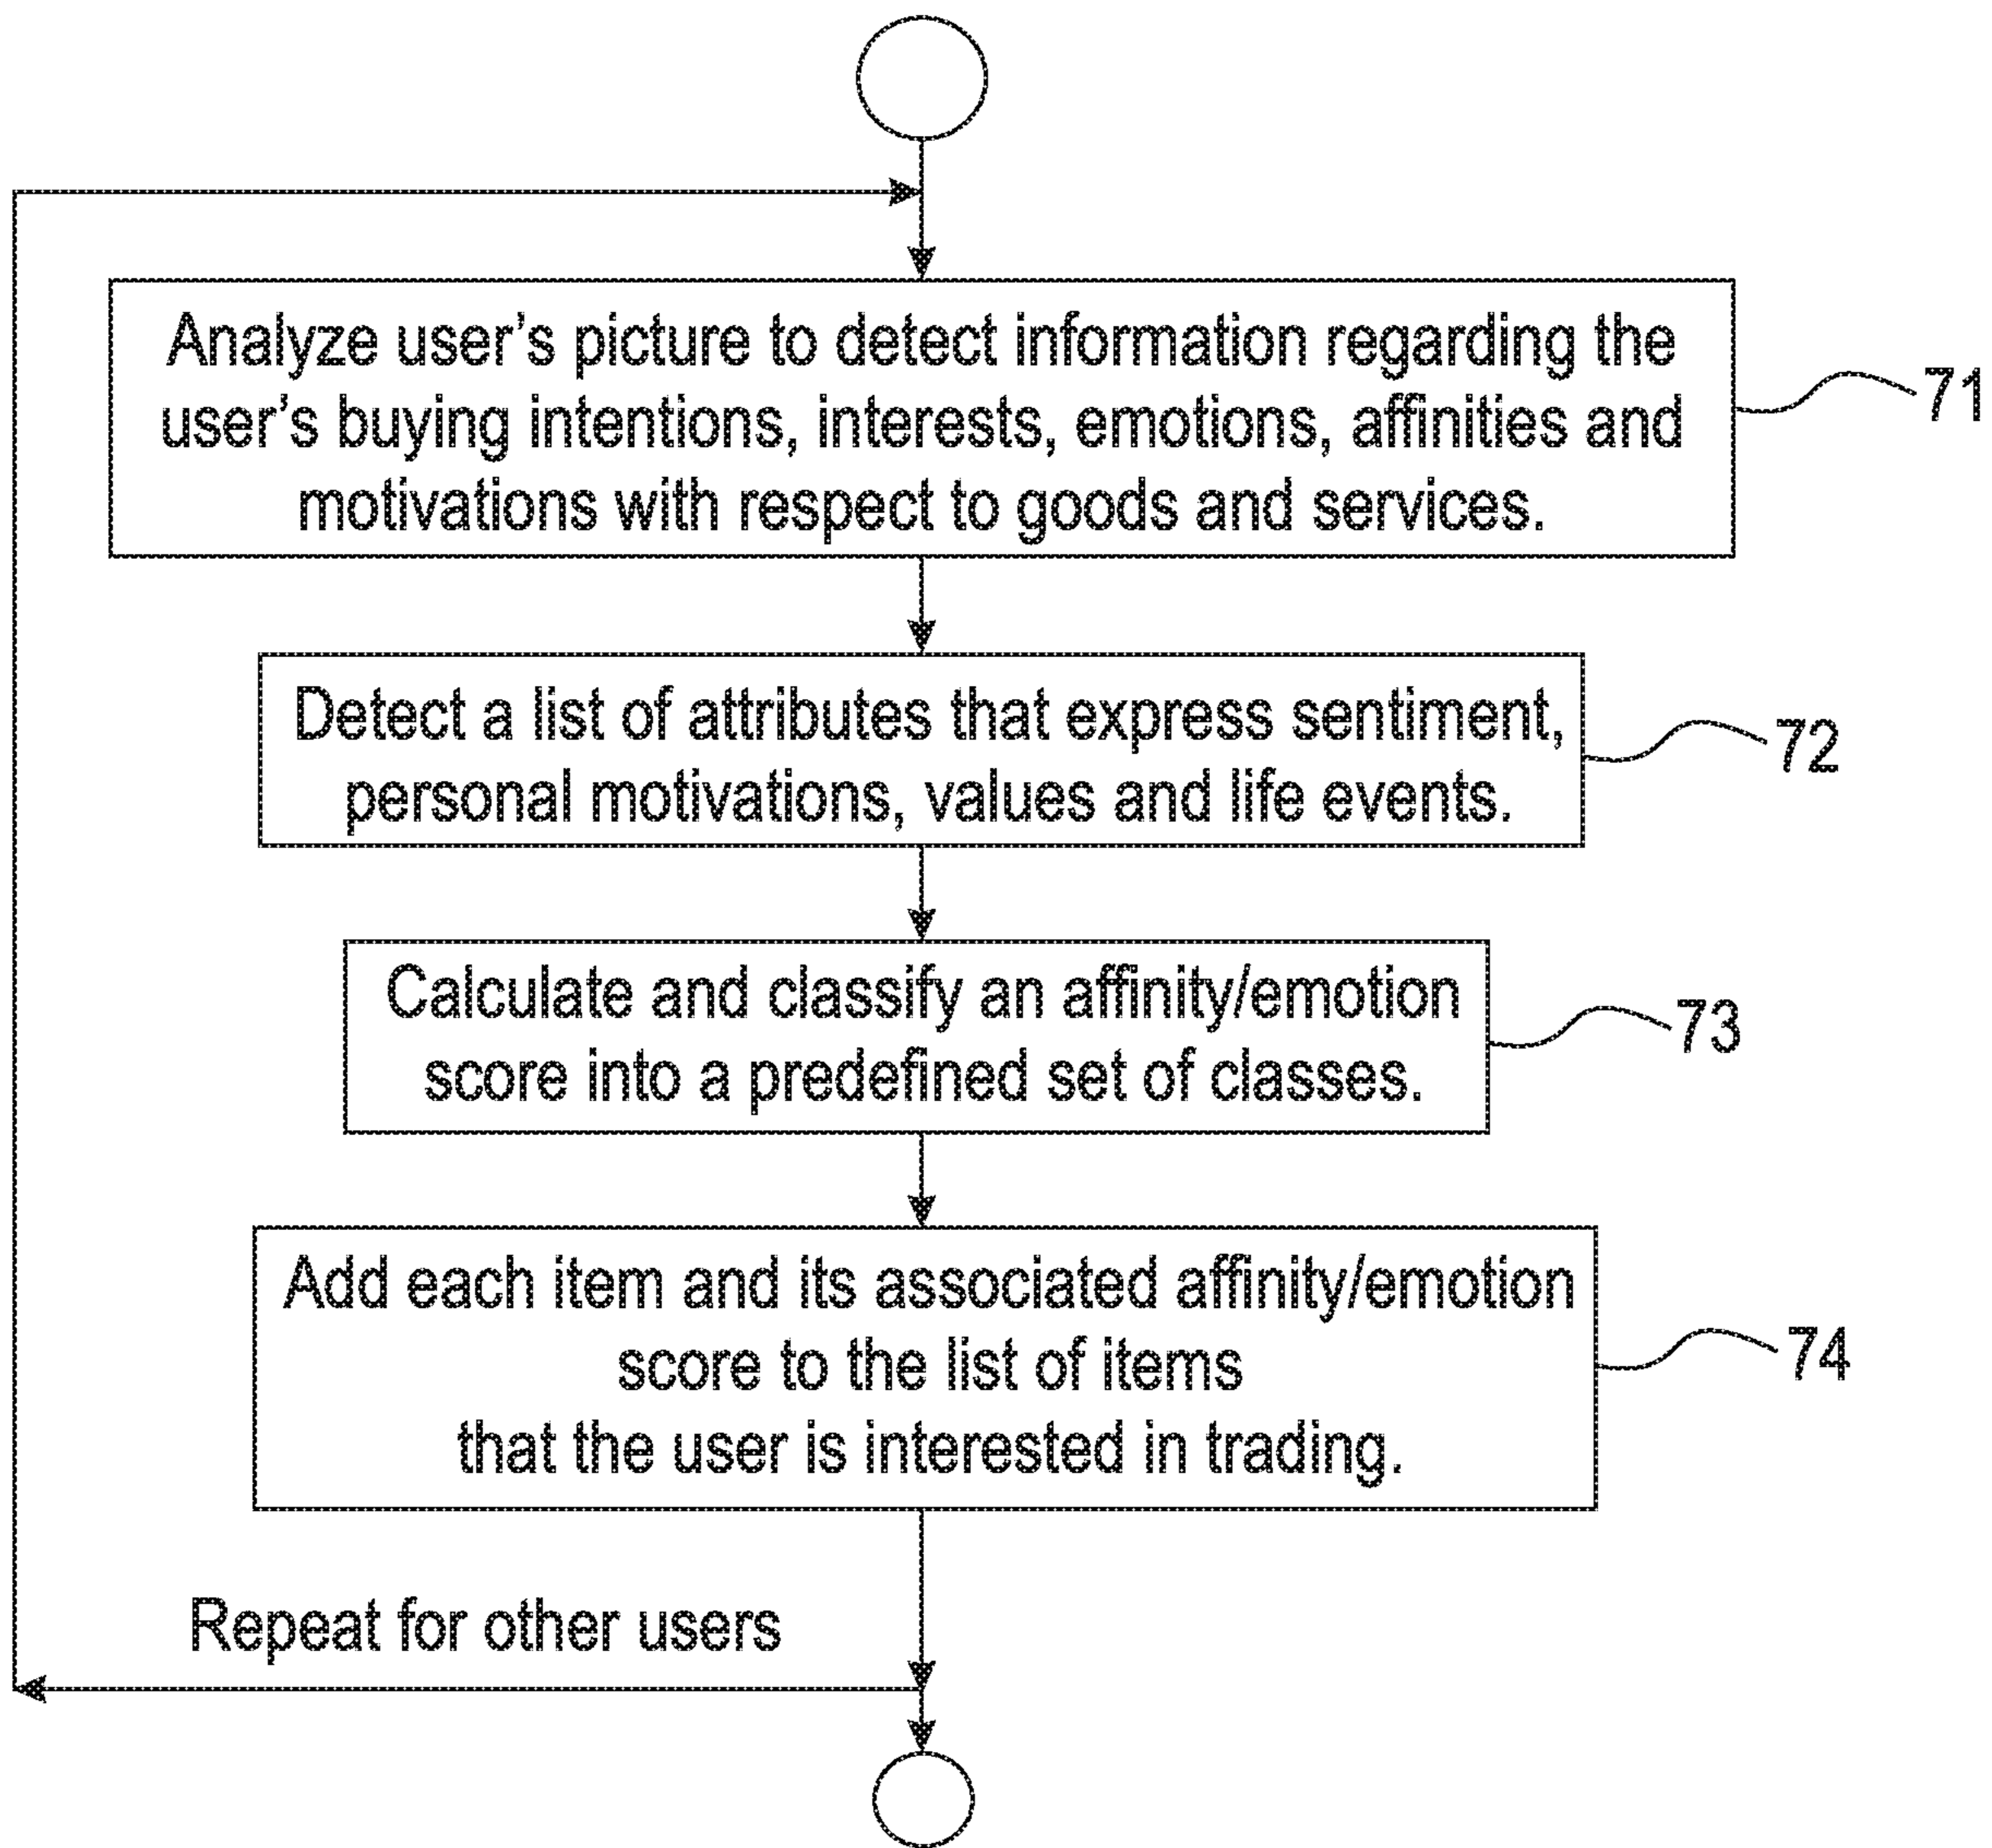 Analyze user's picture to detect information regarding the
user's buying intentions, interests, emotions, affinities and
motivations with respect to goods and services.
71
Detect a list of attributes that express sentiment,
personal motivations, values and life events.
72
Calculate and classify an affinity/emotion
score into a predefined set of classes.
73
Add each item and its associated affinity/emotion
score to the list of items
that the user is interested in trading.
74
Repeat for other users